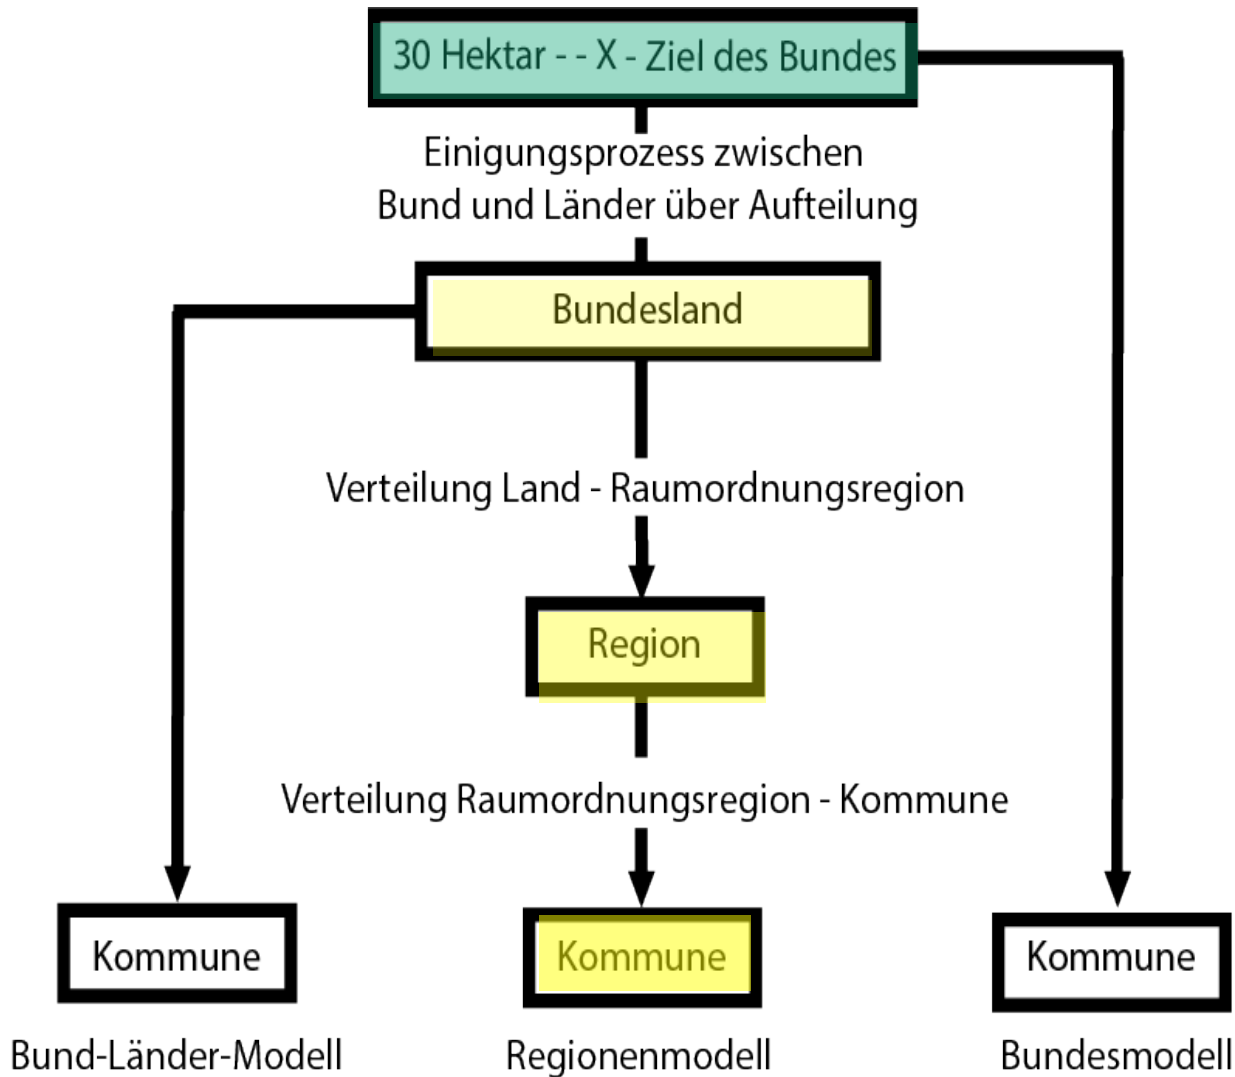 30 Hektar - - X - Ziel des Bundes
Einigungsprozess zwischen
Bund und Länder über Aufteilung
Bundesland
Verteilung Land - Raumordnungsregion
Region
Verteilung Raumordnungsregion - Kommune
Kommune
Kommune
Kommune
Bund-Länder-Modell
Regionenmodell
Bundesmodell